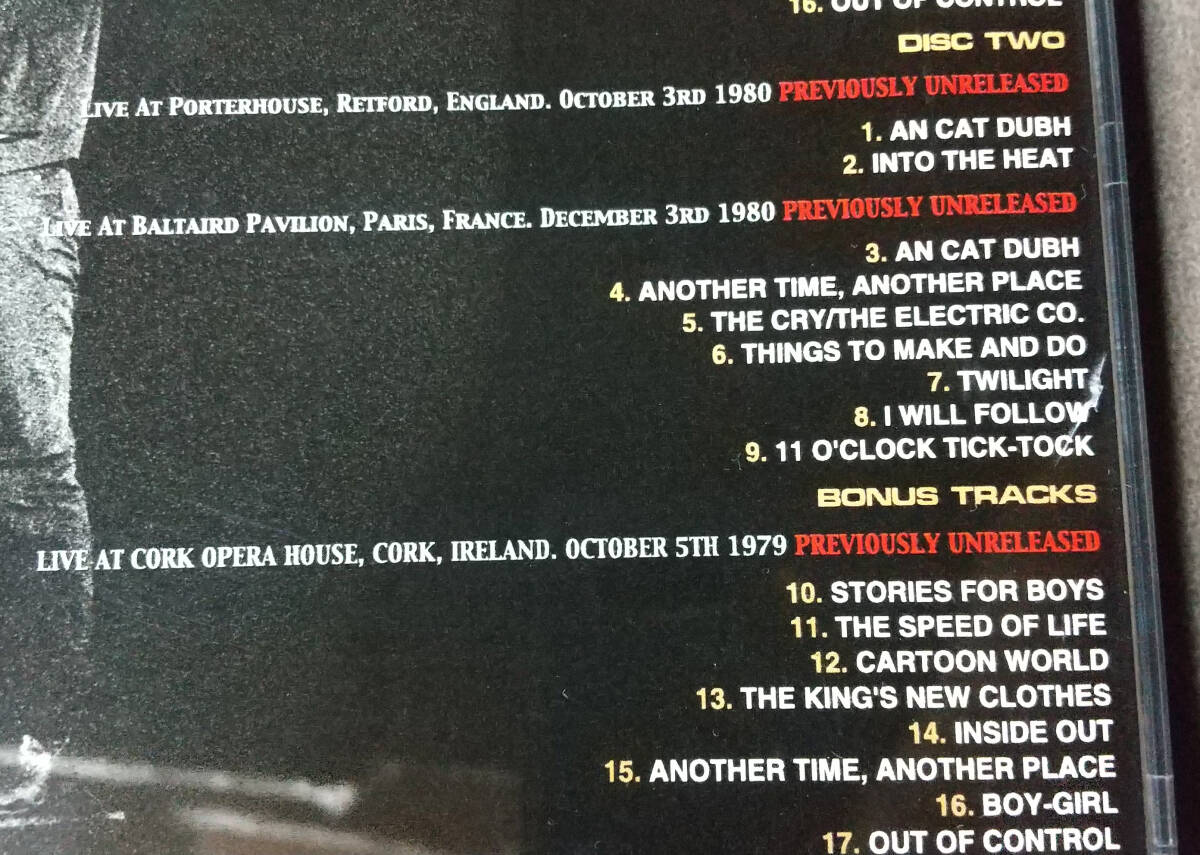 16. OUT OF CONTROL
DISC TWO
LIVE AT PORTERHOUSE, RETFORD, ENGLAND. OCTOBER 3RD 1980 PREVIOUSLY UNRELEASED
1. AN CAT DUBH
2. INTO THE HEAT
LIVE AT BALTAIRD PAVILION, PARIS, FRANCE. DECEMBER 3RD 1980 PREVIOUSLY UNRELEASED
3. AN CAT DUBH
4. ANOTHER TIME, ANOTHER PLACE
5. THE CRY/THE ELECTRIC CO.
6. THINGS TO MAKE AND DO
7. TWILIGHT
8. I WILL FOLLOW
9. 11 O'CLOCK TICK-TOCK
BONUS TRACKS
LIVE AT CORK OPERA HOUSE, CORK, IRELAND. OCTOBER 5TH 1979 PREVIOUSLY UNRELEASED
10. STORIES FOR BOYS
11. THE SPEED OF LIFE
12. CARTOON WORLD
13. THE KING'S NEW CLOTHES
14. INSIDE OUT
15. ANOTHER TIME, ANOTHER PLACE
16. BOY-GIRL
17. OUT OF CONTROL